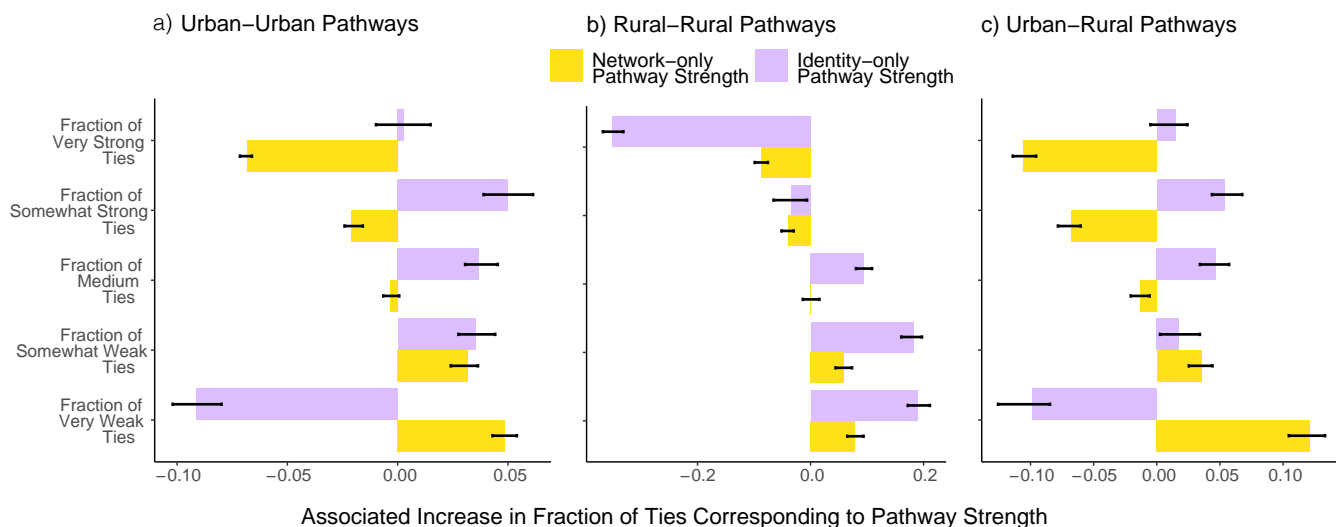 a) Urban−Urban Pathways
b) Rural−Rural Pathways
c) Urban−Rural Pathways
Network−only
Pathway Strength
Identity−only
Pathway Strength
Fraction of
Very Strong
Ties
Fraction of
Somewhat Strong
Ties
Fraction of
Medium
Ties
Fraction of
Somewhat Weak
Ties
Fraction of
Very Weak
Ties
−0.10 −0.05 0.00 0.05
−0.2 0.0 0.2
−0.10 −0.05 0.00 0.05 0.10
Associated Increase in Fraction of Ties Corresponding to Pathway Strength